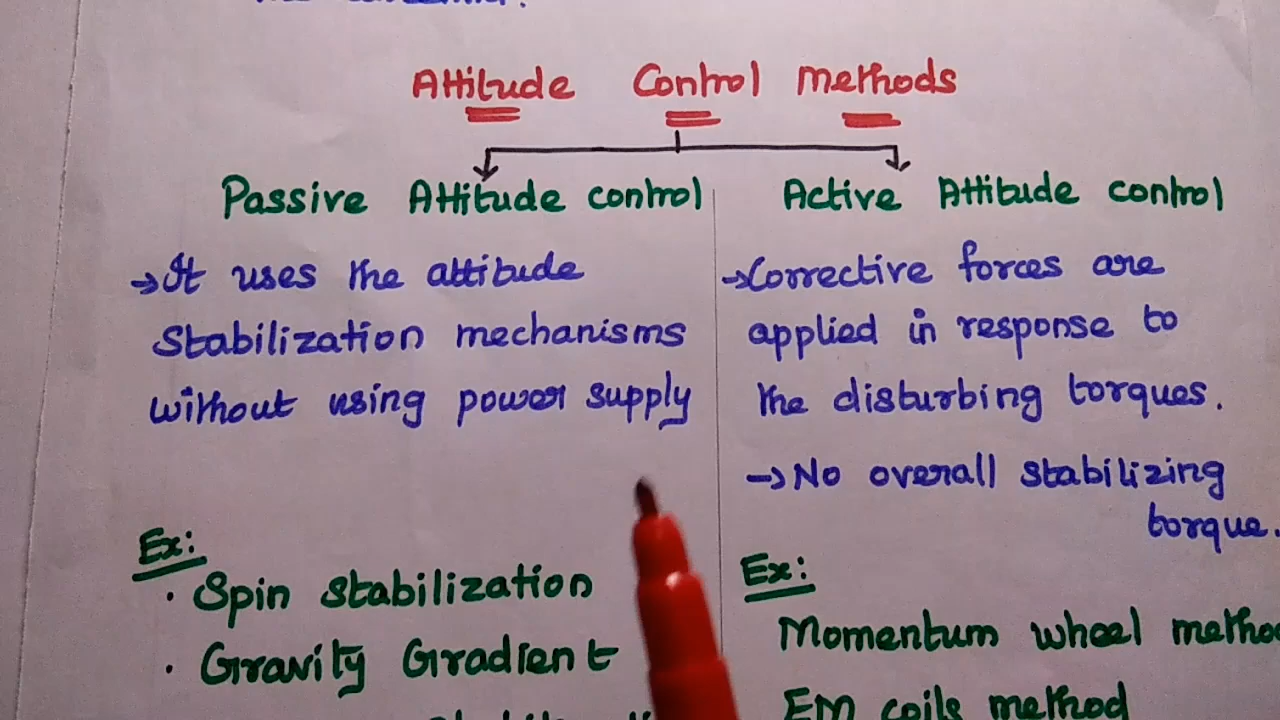 Attitude Control methods
Passive Attitude control
→It uses the attitude
stabilization mechanisms
without using power supply
Ex:
· Spin stabilization
· Gravity Gradient
Active Attitude control
→Corrective forces are
applied in response to
the disturbing torques.
→No overall stabilizing
torque.
Ex:
Momentum wheel metho
EM coils method